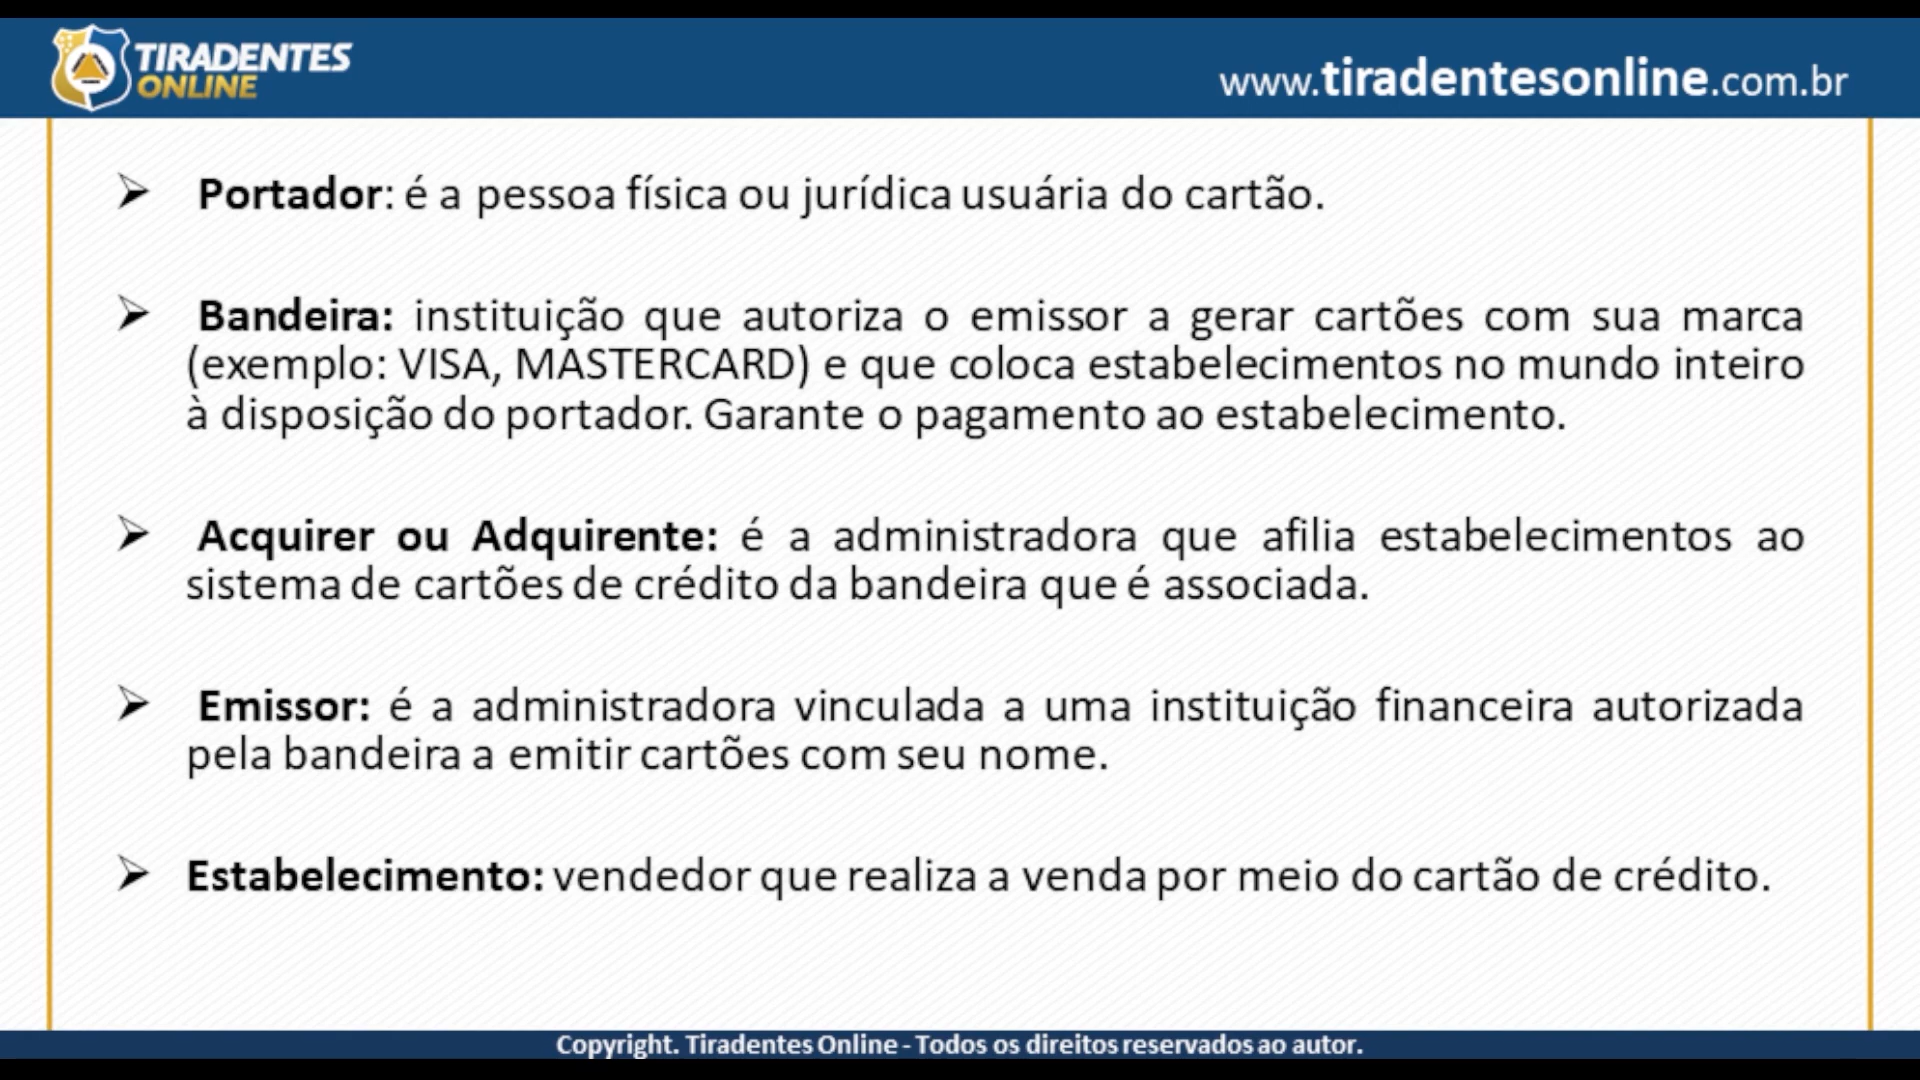 TIRADENTES
ONLINE
www.tiradentesonline.com.br
➢ Portador: é a pessoa física ou jurídica usuária do cartão.
➢ Bandeira: instituição que autoriza o emissor a gerar cartões com sua marca
(exemplo: VISA, MASTERCARD) e que coloca estabelecimentos no mundo inteiro
à disposição do portador. Garante o pagamento ao estabelecimento.
➢ Acquirer ou Adquirente: é a administradora que afilia estabelecimentos ao
sistema de cartões de crédito da bandeira que é associada.
➢ Emissor: é a administradora vinculada a uma instituição financeira autorizada
pela bandeira a emitir cartões com seu nome.
➢ Estabelecimento: vendedor que realiza a venda por meio do cartão de crédito.
Copyright. Tiradentes Online - Todos os direitos reservados ao autor.